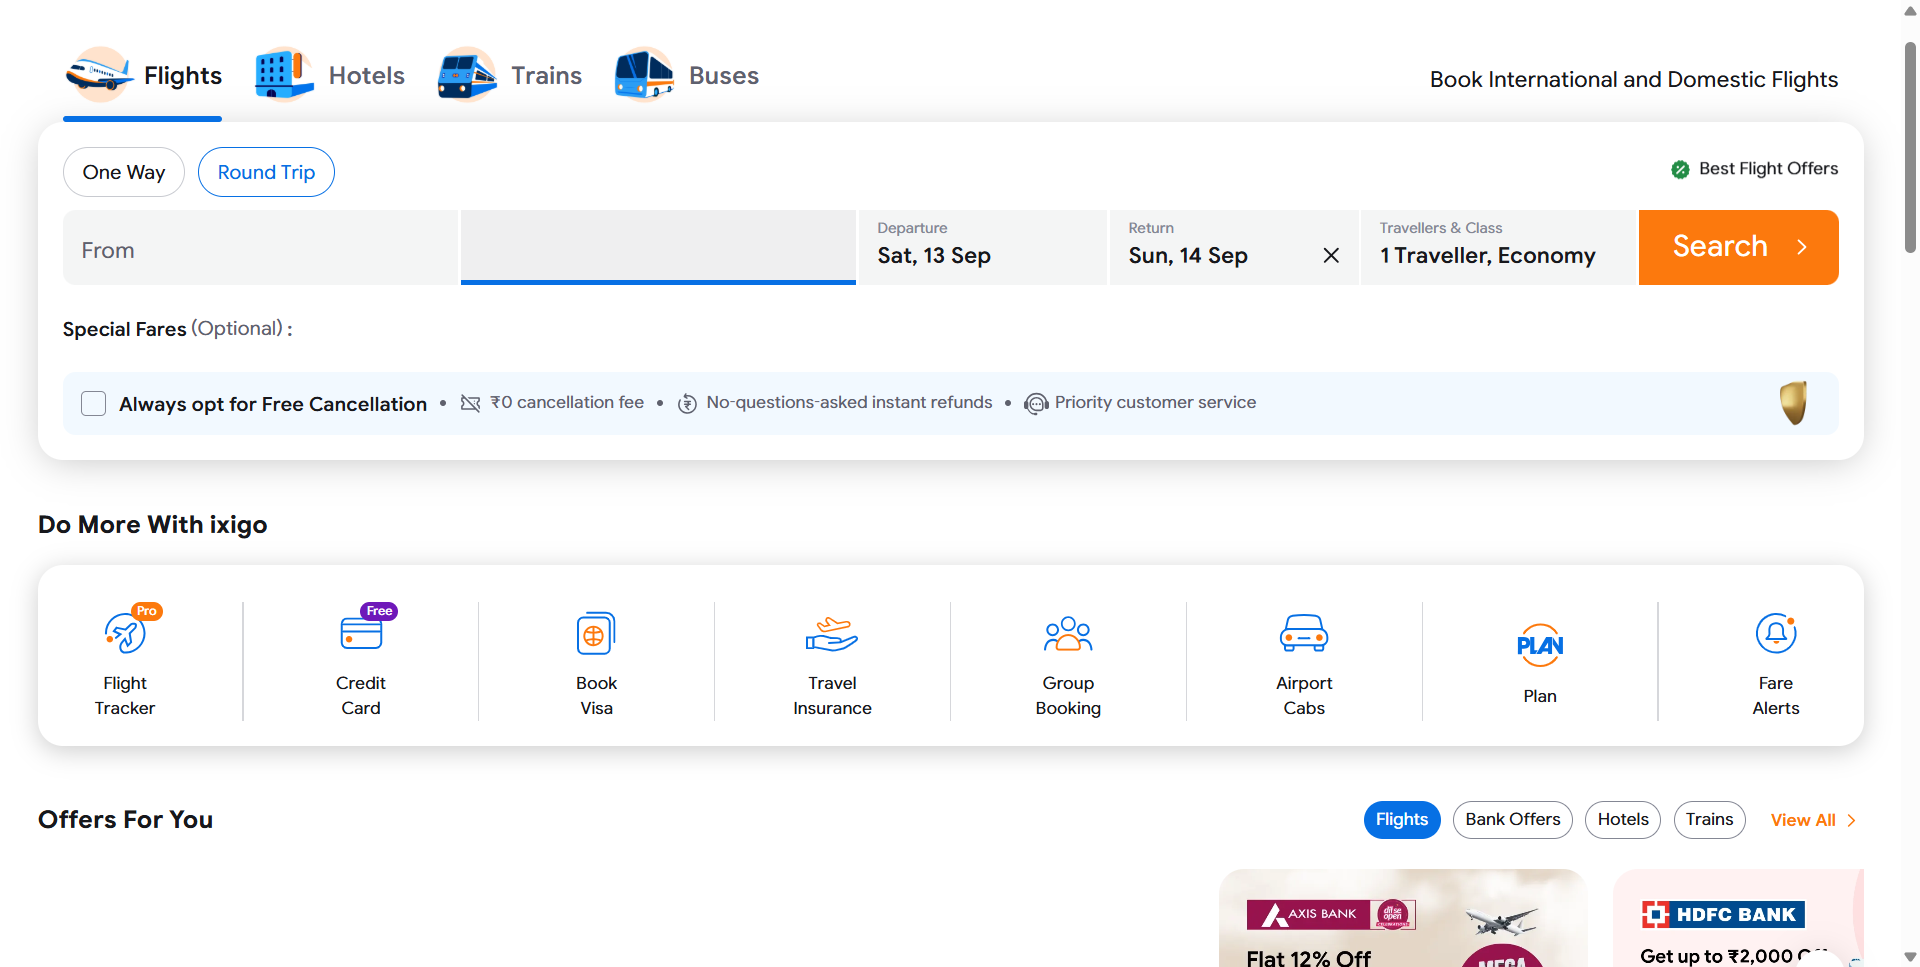 Flights
Hotels
Trains
Buses
Book International and Domestic Flights
One Way
Round Trip
Best Flight Offers
From
Departure
Sat, 13 Sep
Return
Sun, 14 Sep
Travellers & Class
1 Traveller, Economy
Search
Special Fares (Optional) :
Always opt for Free Cancellation • ₹0 cancellation fee • No-questions-asked instant refunds • Priority customer service
Do More With ixigo
Pro
Flight
Tracker
Free
Credit
Card
Book
Visa
Travel
Insurance
Group
Booking
Airport
Cabs
PLAN
Plan
Fare
Alerts
Offers For You
Flights
Bank Offers
Hotels
Trains
View All
AXIS BANK
dil se
open
Flat 12% Off
MEGA
HDFC BANK
Get up to ₹2,000